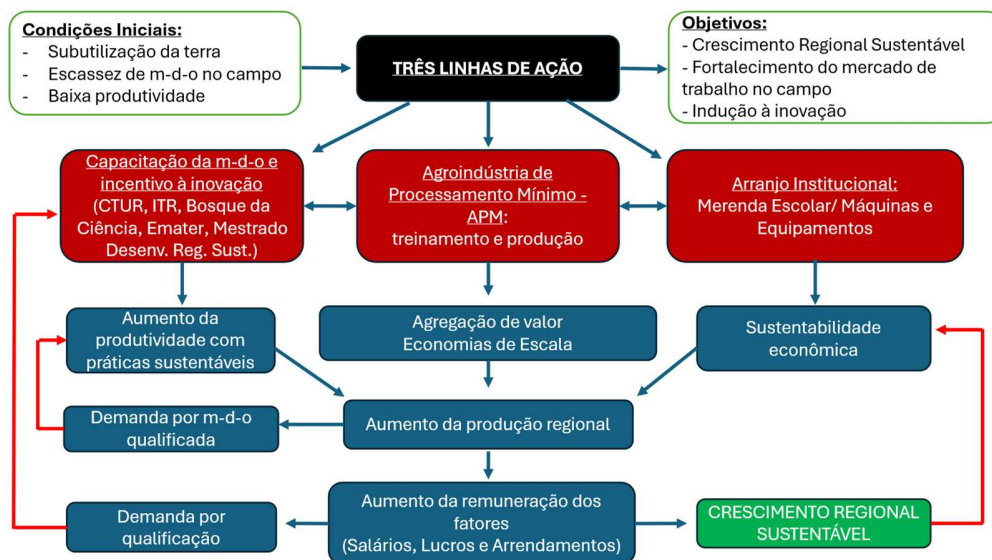 Condições Iniciais:
- Subutilização da terra
- Escassez de m-d-o no campo
- Baixa produtividade
TRÊS LINHAS DE AÇÃO
Objetivos:
- Crescimento Regional Sustentável
- Fortalecimento do mercado de
trabalho no campo
- Indução à inovação
Capacitação da m-d-o e
incentivo à inovação
(CTUR, ITR, Bosque da
Ciência, Emater, Mestrado
Desenv. Reg. Sust.)
Agroindústria de
Processamento Mínimo -
APM:
treinamento e produção
Arranjo Institucional:
Merenda Escolar/ Máquinas e
Equipamentos
Aumento da
produtividade com
práticas sustentáveis
Agregação de valor
Economias de Escala
Sustentabilidade
econômica
Demanda por m-d-o
qualificada
Aumento da produção regional
Demanda por
qualificação
Aumento da remuneração dos
fatores
(Salários, Lucros e Arrendamentos)
CRESCIMENTO REGIONAL
SUSTENTÁVEL